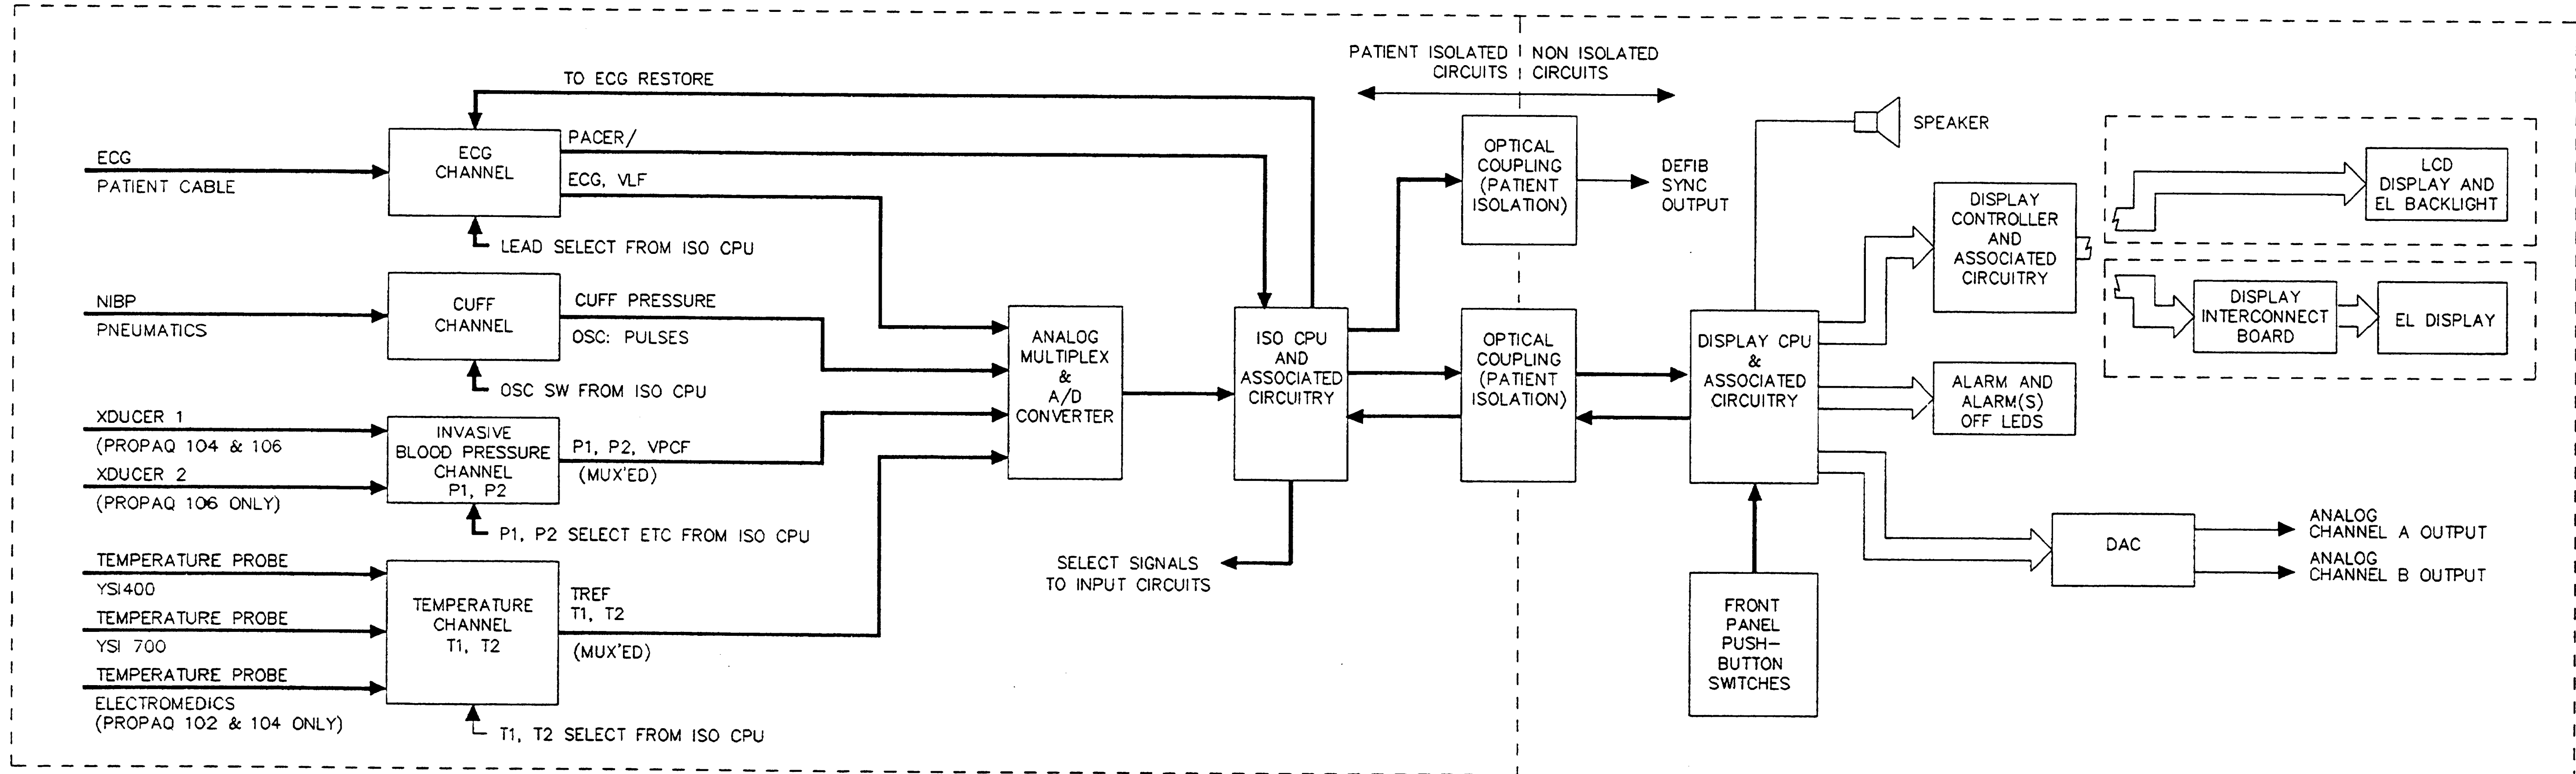 PATIENT ISOLATED
CIRCUITS
NON ISOLATED
CIRCUITS
TO ECG RESTORE
ECG
PATIENT CABLE
ECG
CHANNEL
PACER/
ECG, VLF
LEAD SELECT FROM ISO CPU
NIBP
PNEUMATICS
CUFF
CHANNEL
CUFF PRESSURE
OSC: PULSES
OSC SW FROM ISO CPU
XDUCER 1
(PROPAQ 104 & 106
XDUCER 2
(PROPAQ 106 ONLY)
INVASIVE
BLOOD PRESSURE
CHANNEL
P1, P2
P1, P2, VPCF
(MUX'ED)
P1, P2 SELECT ETC FROM ISO CPU
TEMPERATURE PROBE
YSI400
TEMPERATURE PROBE
YSI 700
TEMPERATURE PROBE
ELECTROMEDICS
(PROPAQ 102 & 104 ONLY)
TEMPERATURE
CHANNEL
T1, T2
TREF
T1, T2
(MUX'ED)
T1, T2 SELECT FROM ISO CPU
ANALOG
MULTIPLEX
&
A/D
CONVERTER
ISO CPU
AND
ASSOCIATED
CIRCUITRY
SELECT SIGNALS
TO INPUT CIRCUITS
OPTICAL
COUPLING
(PATIENT
ISOLATION)
DEFIB
SYNC
OUTPUT
OPTICAL
COUPLING
(PATIENT
ISOLATION)
SPEAKER
DISPLAY CPU
&
ASSOCIATED
CIRCUITRY
FRONT
PANEL
PUSH-
BUTTON
SWITCHES
DISPLAY
CONTROLLER
AND
ASSOCIATED
CIRCUITRY
ALARM AND
ALARM(S)
OFF LEDS
LCD
DISPLAY AND
EL BACKLIGHT
DISPLAY
INTERCONNECT
BOARD
EL DISPLAY
DAC
ANALOG
CHANNEL A OUTPUT
ANALOG
CHANNEL B OUTPUT